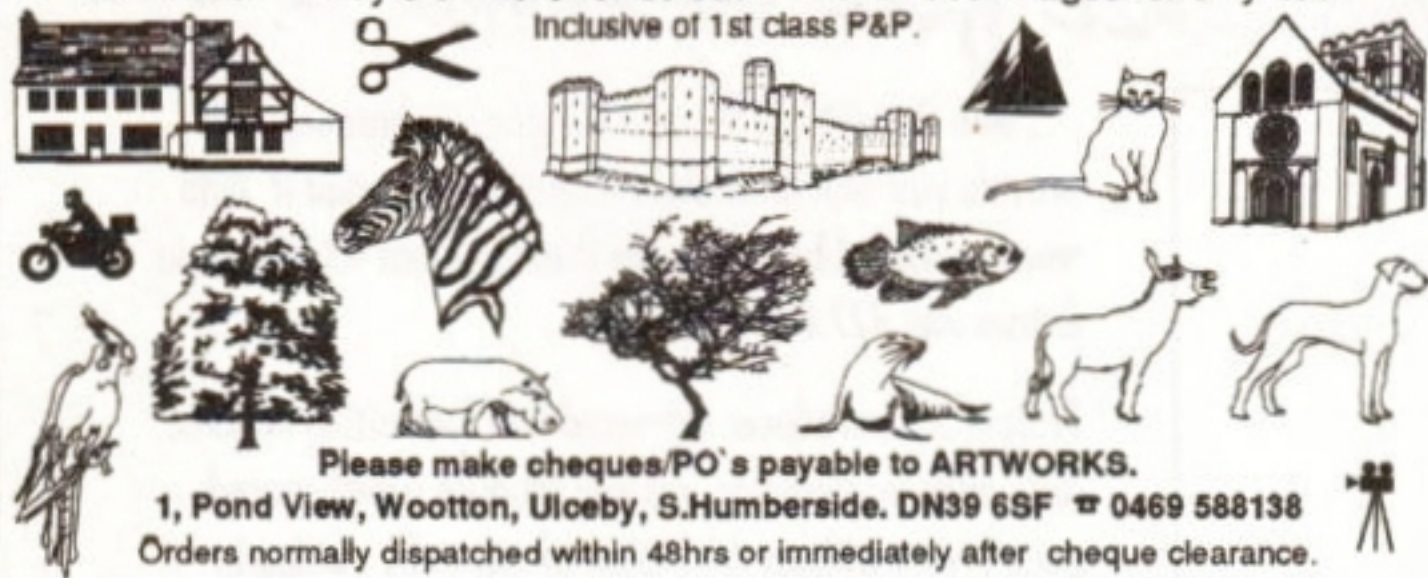 Inclusive of 1st class P&P.
Please make cheques/PO`s payable to ARTWORKS.
1, Pond View, Wootton, Ulceby, S.Humberside. DN39 6SF ☎ 0469 588138
Orders normally dispatched within 48hrs or immediately after cheque clearance.